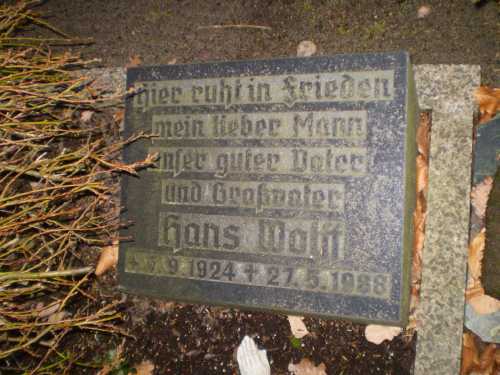 Hier ruht in Frieden
mein lieber Mann
unser guter Vater
und Großvater
Hans Wolff
9.1924 + 27.5.1988